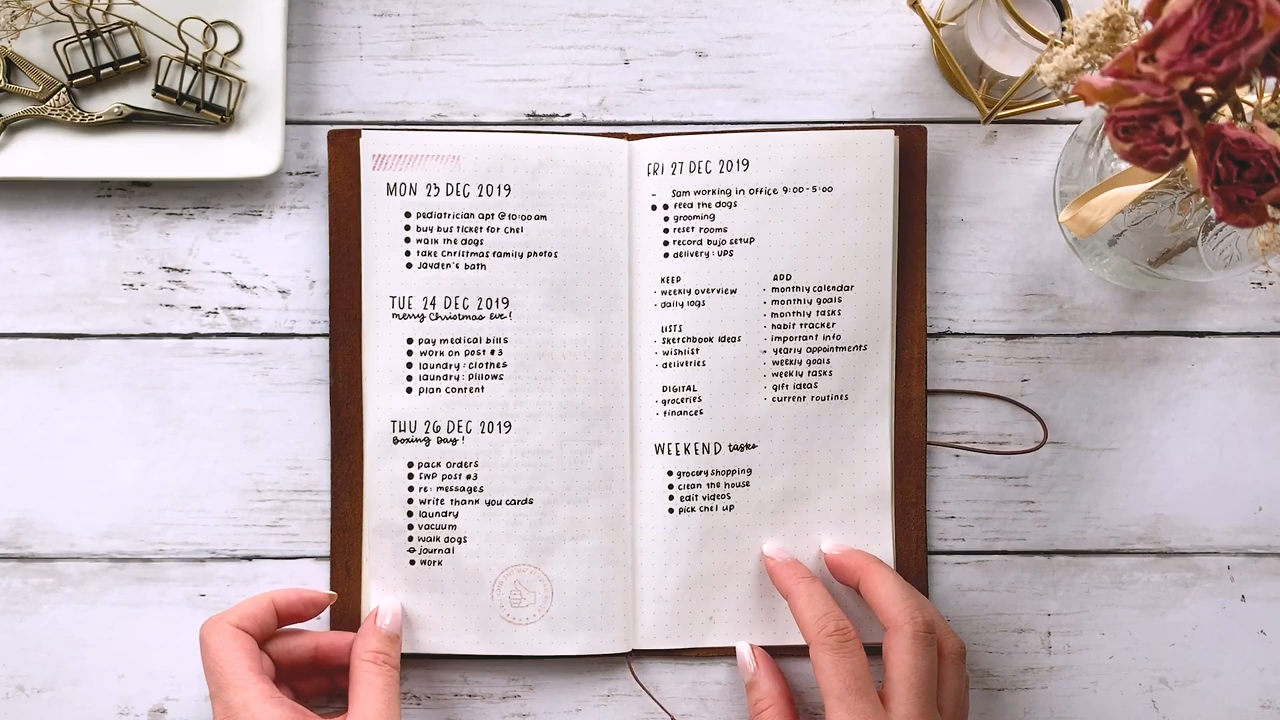 MON 23 DEC 2019
pediatrician apt @10:00am
buy bus ticket for Chel
walk the dogs
take Christmas family photos
Jayden's bath
TUE 24 DEC 2019
Merry Christmas Eve!
pay medical bills
work on post #3
laundry: clothes
laundry: pillows
plan content
THU 26 DEC 2019
Boxing Day!
pack orders
FWP post #3
re: messages
write thank you cards
laundry
vacuum
walk dogs
journal
work
FRI 27 DEC 2019
- Sam working in office 9:00-5:00
feed the dogs
grooming
reset rooms
record bujo setup
delivery: UPS
KEEP
weekly overview
daily logs
LISTS
sketchbook ideas
wishlist
deliveries
DIGITAL
groceries
finances
ADD
monthly calendar
monthly goals
monthly tasks
habit tracker
important info
yearly appointments
weekly goals
weekly tasks
gift ideas
current routines
WEEKEND tasks
grocery shopping
clean the house
edit videos
pick chel up